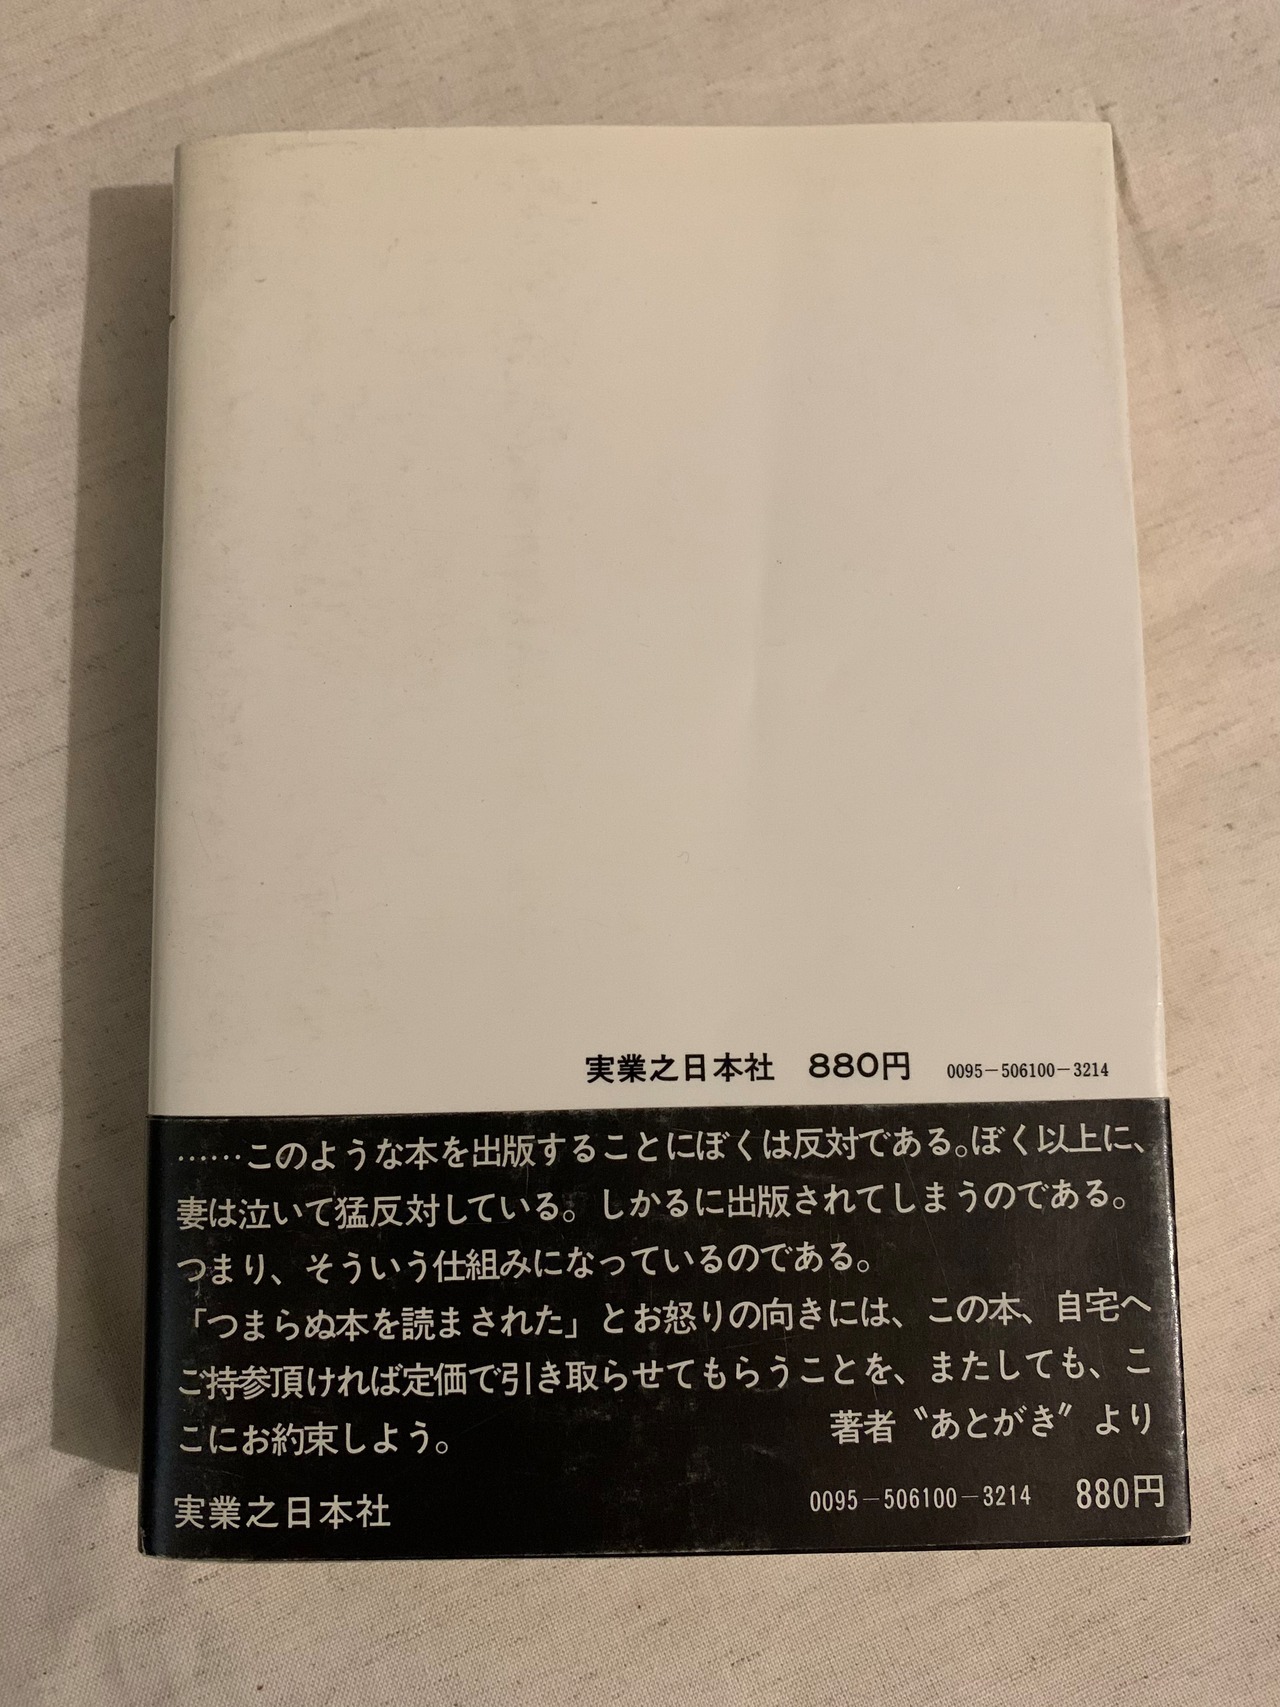 実業之日本社　880円　0095-506100-3214
……このような本を出版することにぼくは反対である。ぼく以上に、
妻は泣いて猛反対している。しかるに出版されてしまうのである。
つまり、そういう仕組みになっているのである。
「つまらぬ本を読まされた」とお怒りの向きには、この本、自宅へ
ご持参頂ければ定価で引き取らせてもらうことを、またしても、こ
こにお約束しよう。　著者〝あとがき〟より
実業之日本社　0095-506100-3214　880円